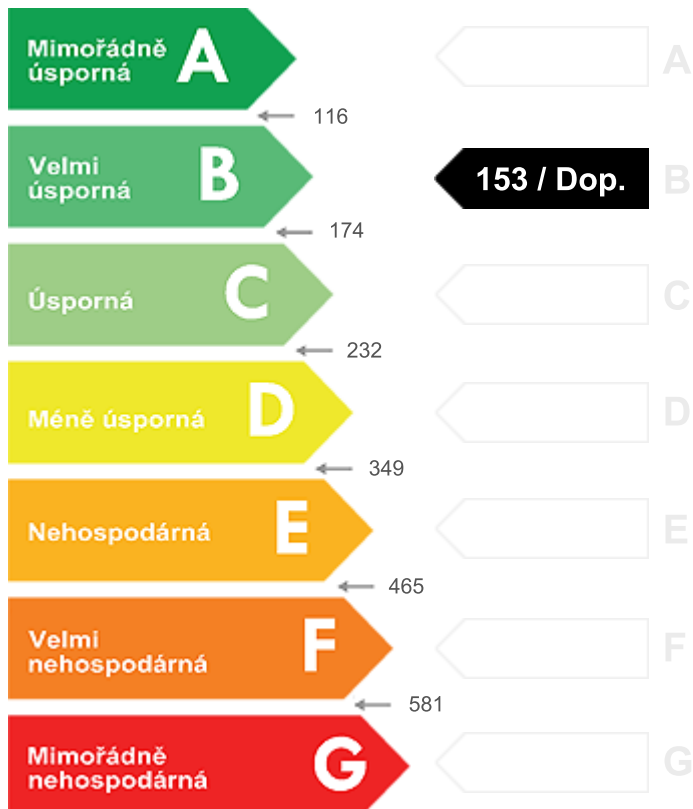 Mimořádně
úsporná
A
A
116
Velmi
úsporná
B
153 / Dop.
B
174
Úsporná
C
C
232
Méně úsporná
D
D
349
Nehospodárná
E
E
465
Velmi
nehospodárná
F
F
581
Mimořádně
nehospodárná
G
G